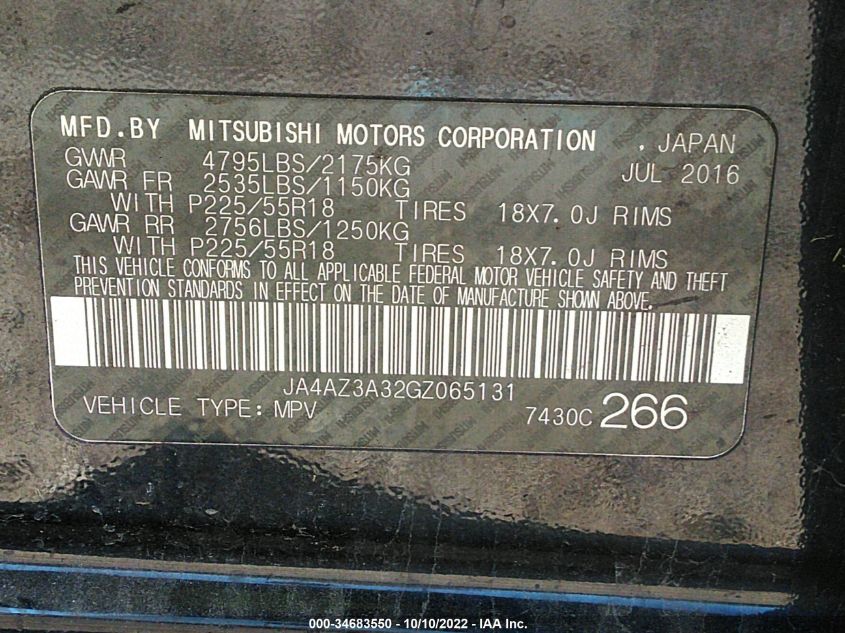 MFD.BY MITSUBISHI MOTORS CORPORATION , JAPAN
GVWR 4795LBS/2175KG JUL 2016
GAWR FR 2535LBS/1150KG
WITH P225/55R18 TIRES 18X7.0J RIMS
GAWR RR 2756LBS/1250KG
WITH P225/55R18 TIRES 18X7.0J RIMS
THIS VEHICLE CONFORMS TO ALL APPLICABLE FEDERAL MOTOR VEHICLE SAFETY AND THEFT
PREVENTION STANDARDS IN EFFECT ON THE DATE OF MANUFACTURE SHOWN ABOVE.
JA4AZ3A32GZ065131
VEHICLE TYPE: MPV 7430C 266
000-34683550 - 10/10/2022 - IAA Inc.